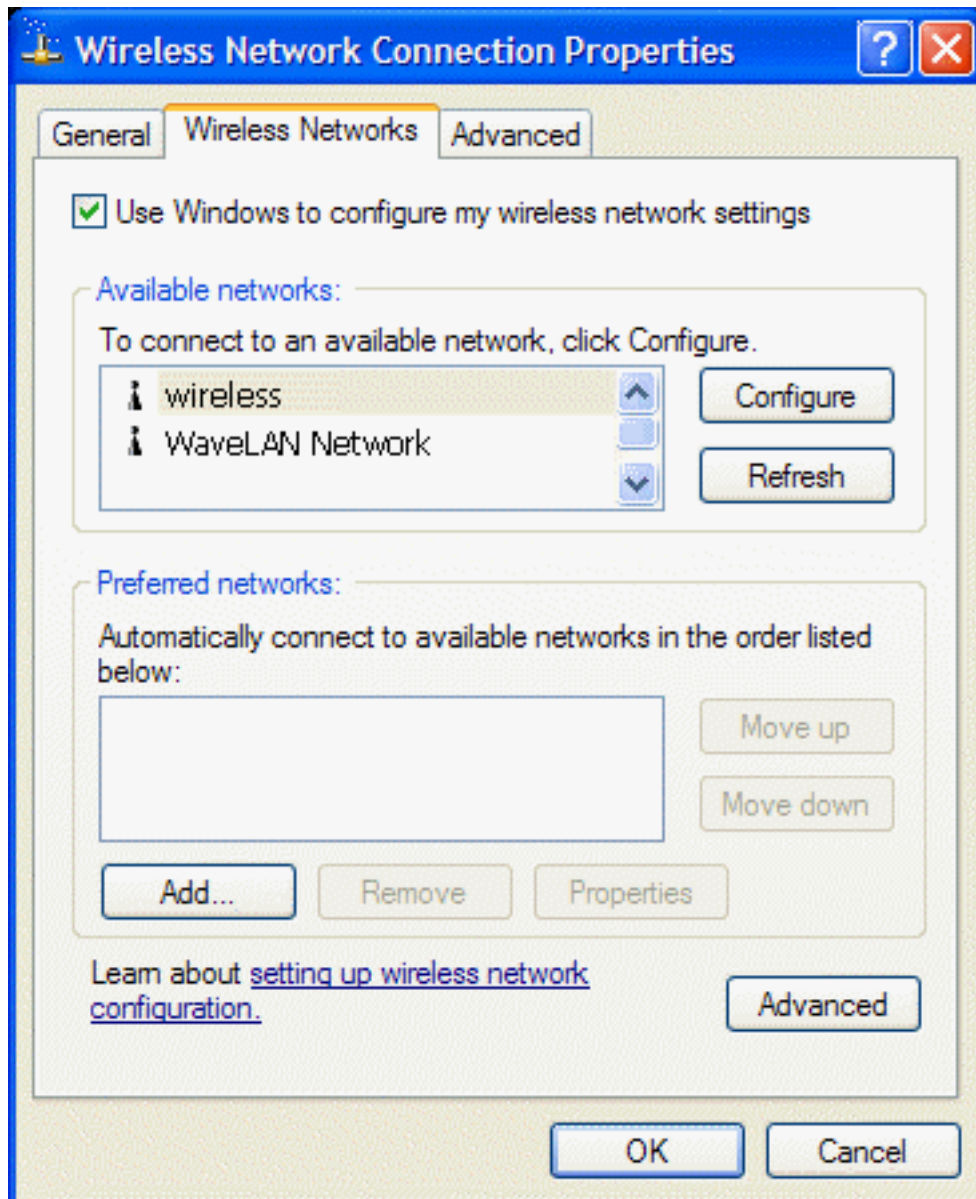 Wireless Network Connection Properties
General Wireless Networks Advanced
Use Windows to configure my wireless network settings
Available networks:
To connect to an available network, click Configure.
wireless
WaveLAN Network
Configure
Refresh
Preferred networks:
Automatically connect to available networks in the order listed
below:
Move up
Move down
Add... Remove Properties
Learn about setting up wireless network
configuration.
Advanced
OK Cancel